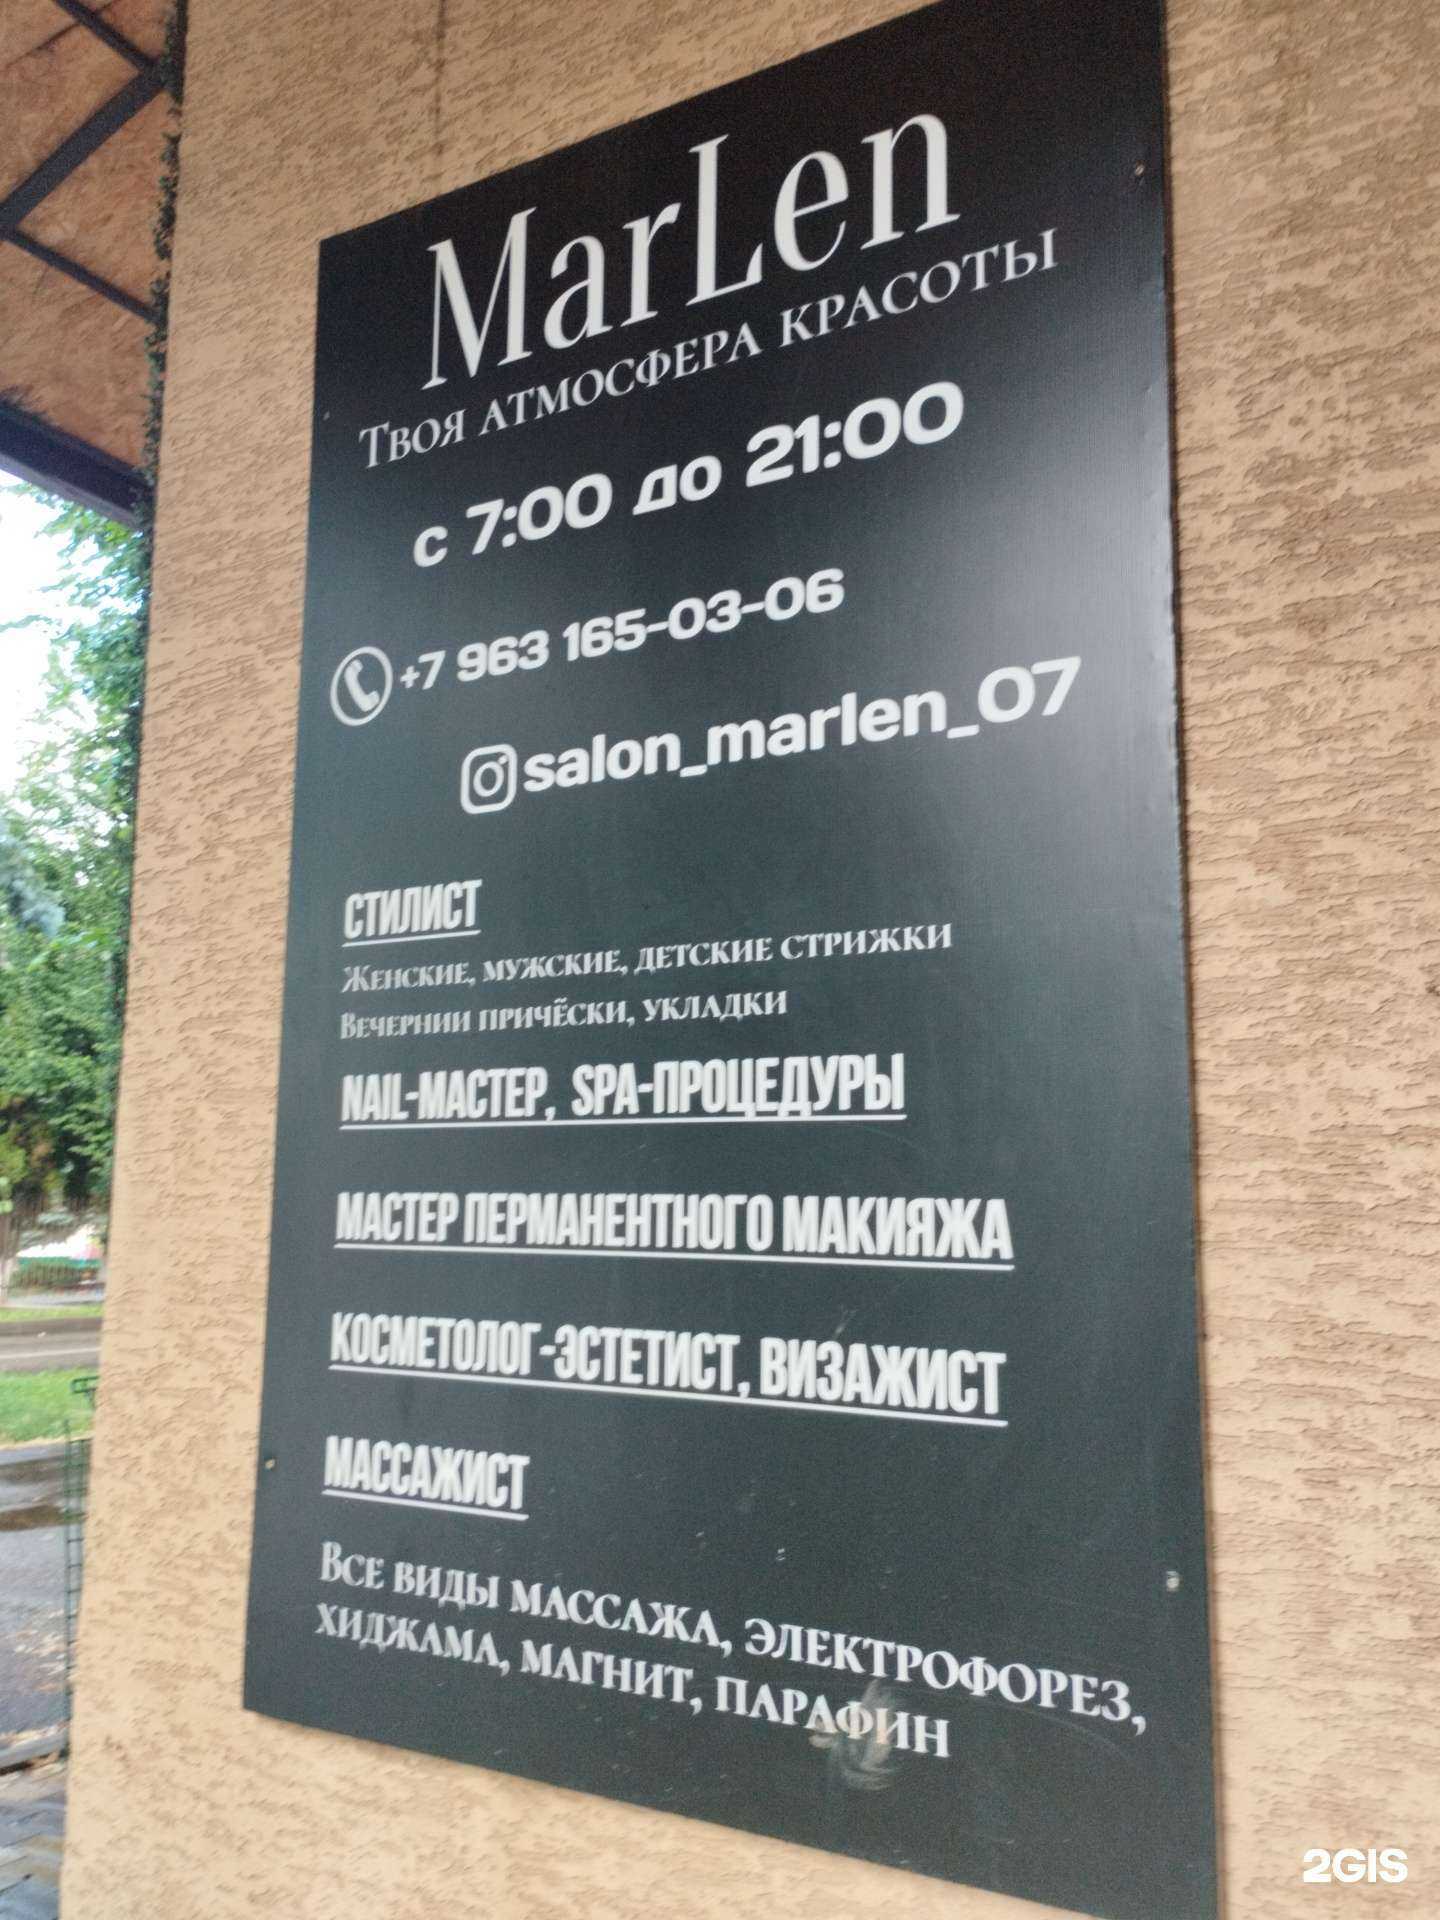 MarLen
Твоя атмосфера красоты
с 7:00 до 21:00
+7 963 165-03-06
salon_marlen_07
СТИЛИСТ
Женские, мужские, детские стрижки
Вечернии причёски, укладки
NAIL-МАСТЕР, SPA-ПРОЦЕДУРЫ
МАСТЕР ПЕРМАНЕНТНОГО МАКИЯЖА
КОСМЕТОЛОГ-ЭСТЕТИСТ, ВИЗАЖИСТ
МАССАЖИСТ
Все виды массажа, электрофорез,
хиджама, магнит, парафин
2GIS